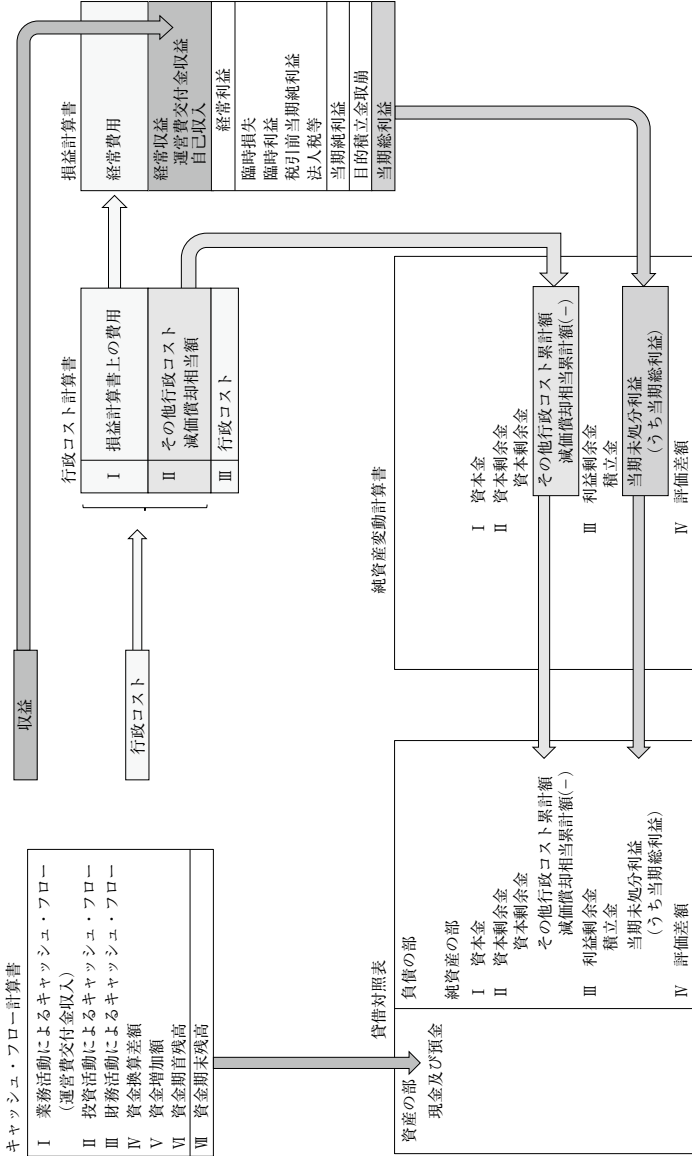 キャッシュ・フロー計算書
Ⅰ 業務活動によるキャッシュ・フロー
(運営費交付金収入)
Ⅱ 投資活動によるキャッシュ・フロー
Ⅲ 財務活動によるキャッシュ・フロー
Ⅳ 資金換算差額
Ⅴ 資金増加額
Ⅵ 資金期首残高
Ⅶ 資金期末残高
収益
行政コスト
行政コスト計算書
Ⅰ 損益計算書上の費用
Ⅱ その他行政コスト
減価償却相当額
Ⅲ 行政コスト
損益計算書
経常費用
経常収益
運営費交付金収益
自己収入
経常利益
臨時損失
臨時利益
税引前当期純利益
法人税等
当期純利益
目的積立金取崩
当期総利益
貸借対照表
資産の部
現金及び預金
負債の部
純資産の部
Ⅰ 資本金
Ⅱ 資本剰余金
資本剰余金
その他行政コスト累計額
減価償却相当累計額(−)
Ⅲ 利益剰余金
積立金
当期未処分利益
(うち当期総利益)
Ⅳ 評価差額
純資産変動計算書
Ⅰ 資本金
Ⅱ 資本剰余金
資本剰余金
その他行政コスト累計額
減価償却相当累計額(−)
Ⅲ 利益剰余金
積立金
当期未処分利益
(うち当期総利益)
Ⅳ 評価差額